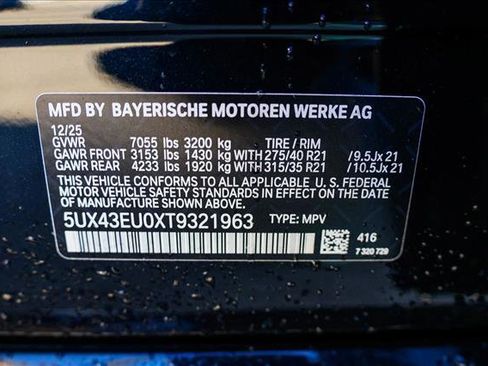 MFD BY BAYERISCHE MOTOREN WERKE AG
12/25
GVWR 7055 lbs 3200 kg TIRE / RIM
GAWR FRONT 3153 lbs 1430 kg WITH 275/40 R21 / 9.5Jx21
GAWR REAR 4233 lbs 1920 kg WITH 315/35 R21 / 10.5Jx21
THIS VEHICLE CONFORMS TO ALL APPLICABLE U. S. FEDERAL
MOTOR VEHICLE SAFETY STANDARDS IN EFFECT ON THE DATE
OF MANUFACTURE SHOWN ABOVE.
5UX43EU0XT9321963 TYPE: MPV
416
7 320 729